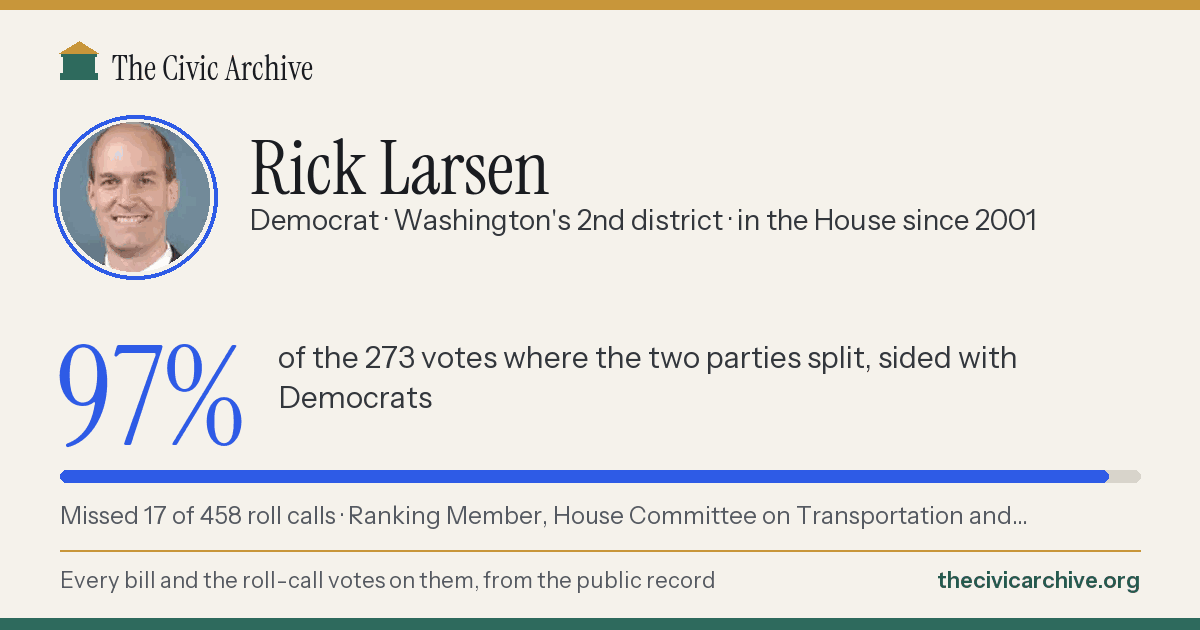 The Civic Archive
Rick Larsen
Democrat · Washington's 2nd district · in the House since 2001
97%
of the 273 votes where the two parties split, sided with
Democrats
Missed 17 of 458 roll calls · Ranking Member, House Committee on Transportation and...
Every bill and the roll-call votes on them, from the public record
thecivicarchive.org